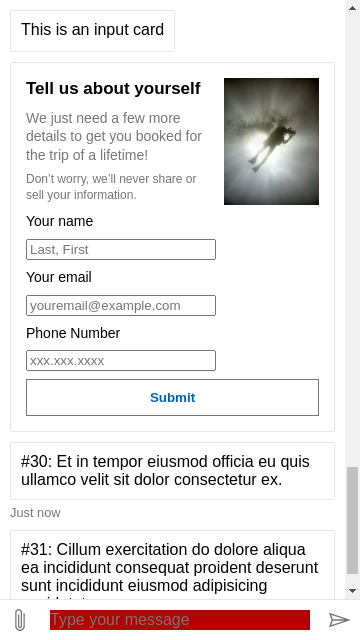 This is an input card
Tell us about yourself
We just need a few more
details to get you booked for
the trip of a lifetime!
Don't worry, we'll never share or
sell your information.
Your name
Last, First
Your email
youremail@example.com
Phone Number
xxx.xxx.xxxx
Submit
#30: Et in tempor eiusmod officia eu quis
ullamco velit sit dolor consectetur ex.
Just now
#31: Cillum exercitation do dolore aliqua
ea incididunt consequat proident deserunt
sunt incididunt eiusmod adipisicing
Type your message